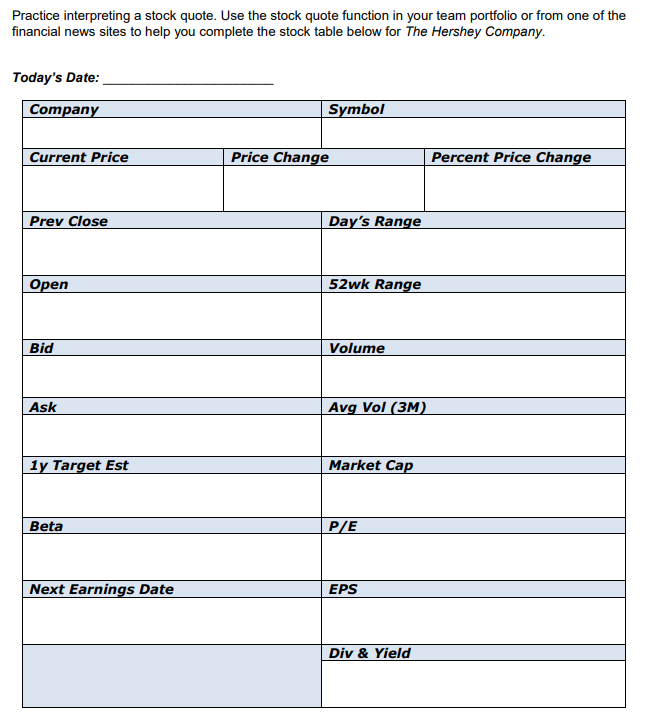 Practice interpreting a stock quote. Use the stock quote function in your team portfolio or from one of the
financial news sites to help you complete the stock table below for The Hershey Company.
Today's Date: ________________________
Company Symbol
Current Price Price Change Percent Price Change
Prev Close Day's Range
Open 52wk Range
Bid Volume
Ask Avg Vol (3M)
1y Target Est Market Cap
Beta P/E
Next Earnings Date EPS
Div & Yield